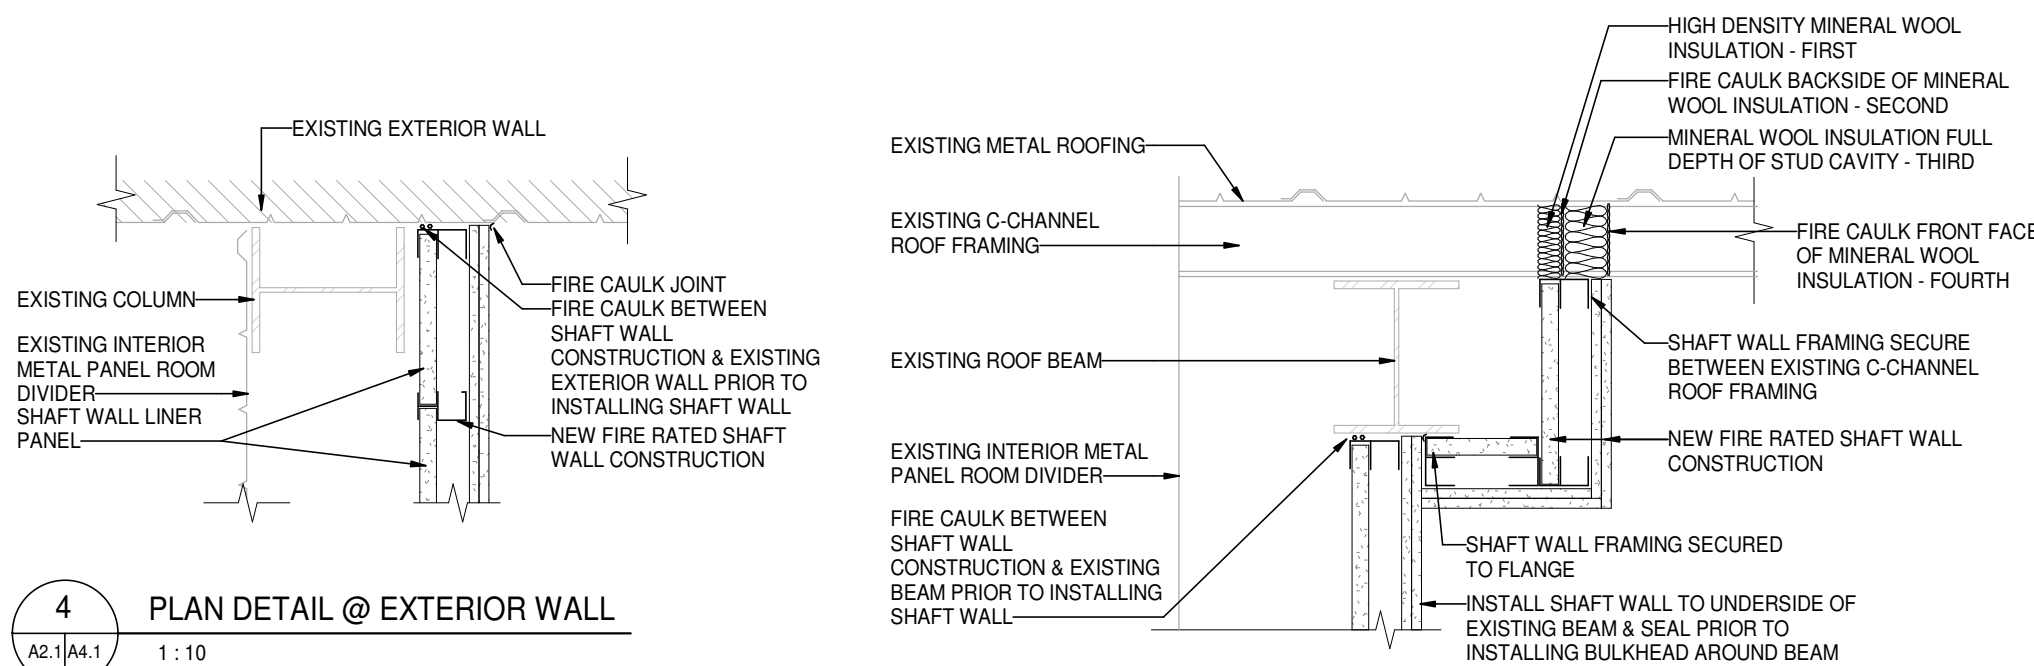 EXISTING EXTERIOR WALL
EXISTING COLUMN
EXISTING INTERIOR
METAL PANEL ROOM
DIVIDER
SHAFT WALL LINER
PANEL
FIRE CAULK JOINT
FIRE CAULK BETWEEN
SHAFT WALL
CONSTRUCTION & EXISTING
EXTERIOR WALL PRIOR TO
INSTALLING SHAFT WALL
NEW FIRE RATED SHAFT
WALL CONSTRUCTION
4
A2.1 A4.1
PLAN DETAIL @ EXTERIOR WALL
1 : 10
EXISTING METAL ROOFING
EXISTING C-CHANNEL
ROOF FRAMING
EXISTING ROOF BEAM
EXISTING INTERIOR METAL
PANEL ROOM DIVIDER
FIRE CAULK BETWEEN
SHAFT WALL
CONSTRUCTION & EXISTING
BEAM PRIOR TO INSTALLING
SHAFT WALL
HIGH DENSITY MINERAL WOOL
INSULATION - FIRST
FIRE CAULK BACKSIDE OF MINERAL
WOOL INSULATION - SECOND
MINERAL WOOL INSULATION FULL
DEPTH OF STUD CAVITY - THIRD
FIRE CAULK FRONT FACE
OF MINERAL WOOL
INSULATION - FOURTH
SHAFT WALL FRAMING SECURE
BETWEEN EXISTING C-CHANNEL
ROOF FRAMING
NEW FIRE RATED SHAFT WALL
CONSTRUCTION
SHAFT WALL FRAMING SECURED
TO FLANGE
INSTALL SHAFT WALL TO UNDERSIDE OF
EXISTING BEAM & SEAL PRIOR TO
INSTALLING BULKHEAD AROUND BEAM